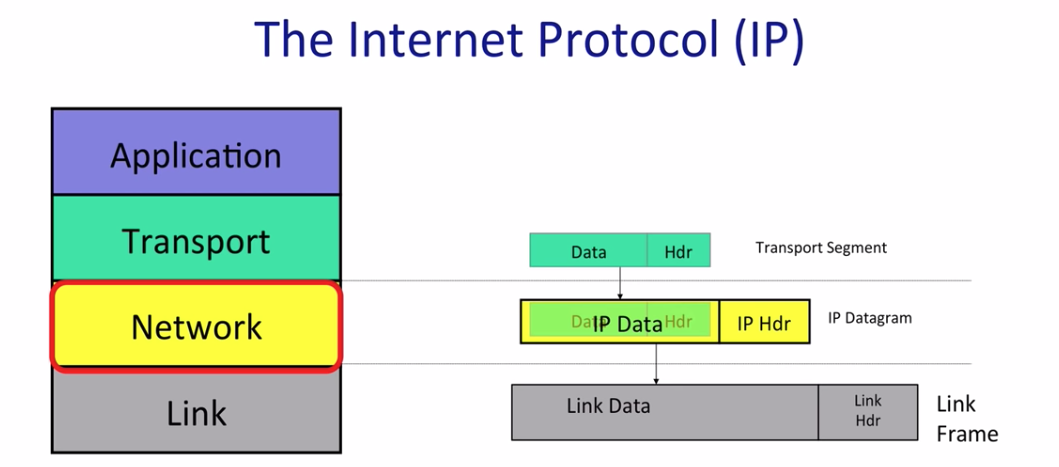 The Internet Protocol (IP)
Application
Transport
Network
Link
Data Hdr
Transport Segment
Data Hdr
IP Data
IP Hdr
IP Datagram
Link Data
Link
Hdr
Link
Frame